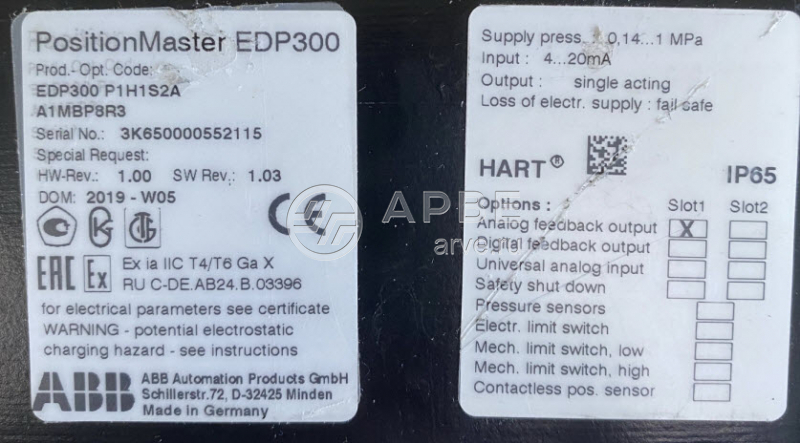 PositionMaster EDP300
Prod.- Opt. Code:
EDP300 P1H1S2A
A1MBP8R3
Serial No.: 3K650000552115
Special Request:
HW-Rev.: 1.00 SW Rev.: 1.03
DOM: 2019 - W05
CE
EAC Ex
Ex ia IIC T4/T6 Ga X
RU C-DE.AB24.B.03396
for electrical parameters see certificate
WARNING - potential electrostatic
charging hazard - see instructions
ABB
ABB Automation Products GmbH
Schillerstr.72, D-32425 Minden
Made in Germany
Supply press.: 0,14...1 MPa
Input : 4...20mA
Output : single acting
Loss of electr. supply : fail safe
HART®
IP65
Options : Slot1 Slot2
Analog feedback output X
Digital feedback output
Universal analog input
Safety shut down
Pressure sensors
Electr. limit switch
Mech. limit switch, low
Mech. limit switch, high
Contactless pos. sensor
АРВЕ